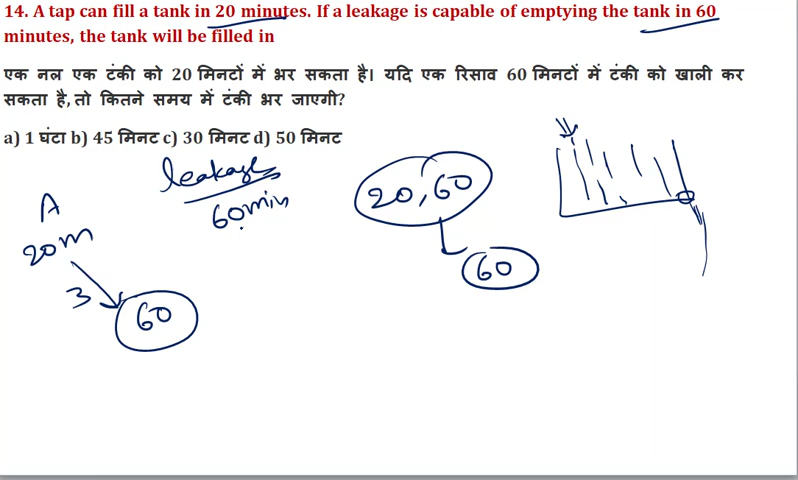 14. A tap can fill a tank in 20 minutes. If a leakage is capable of emptying the tank in 60
minutes, the tank will be filled in
एक नल एक टंकी को 20 मिनटों में भर सकता है। यदि एक रिसाव 60 मिनटों में टंकी को खाली कर
सकता है, तो कितने समय में टंकी भर जाएगी?
a) 1 घंटा b) 45 मिनट c) 30 मिनट d) 50 मिनट
leakage
60min
20, 60
A
20m
60
3
60